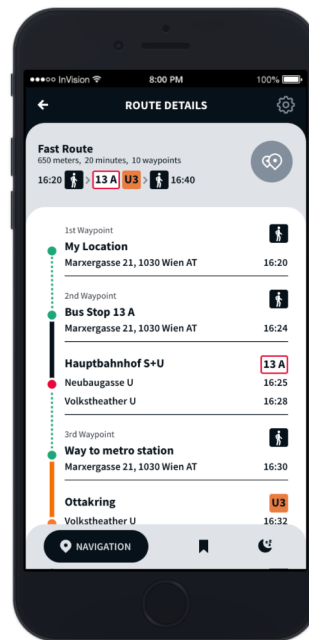 InVision 8:00 PM 100%
ROUTE DETAILS
Fast Route
650 meters, 20 minutes, 10 waypoints
16:20 > 13 A U3 > 16:40
1st Waypoint
My Location
Marxergasse 21, 1030 Wien AT 16:20
2nd Waypoint
Bus Stop 13 A
Marxergasse 21, 1030 Wien AT 16:24
Hauptbahnhof S+U 13 A
Neubaugasse U 16:25
Volkstheather U 16:28
3rd Waypoint
Way to metro station
Marxergasse 21, 1030 Wien AT 16:30
Ottakring U3
Volkstheather U 16:32
NAVIGATION